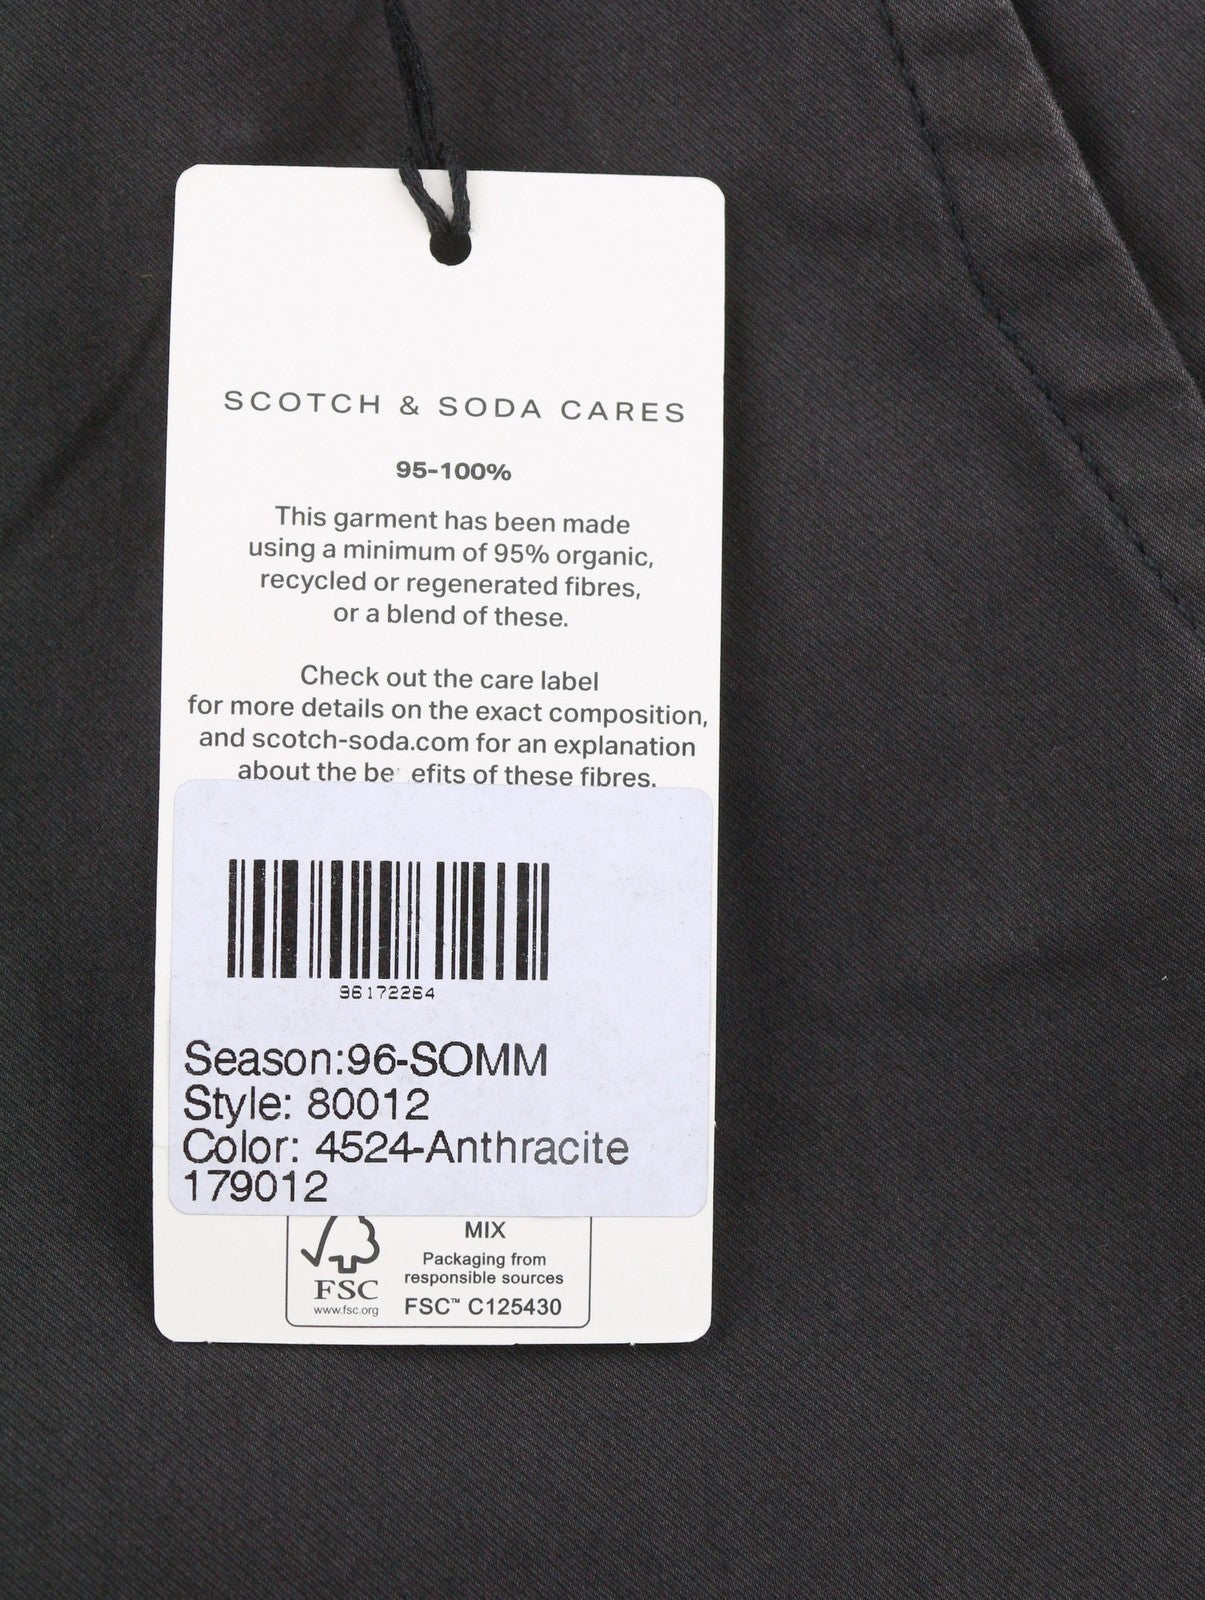 SCOTCH & SODA CARES
95-100%
This garment has been made
using a minimum of 95% organic,
recycled or regenerated fibres,
or a blend of these.
Check out the care label
for more details on the exact composition,
and scotch-soda.com for an explanation
about the be efits of these fibres.
96172264
Season:96-SOMM
Style: 80012
Color: 4524-Anthracite
179012
FSC
www.fsc.org
MIX
Packaging from
responsible sources
FSC™ C125430